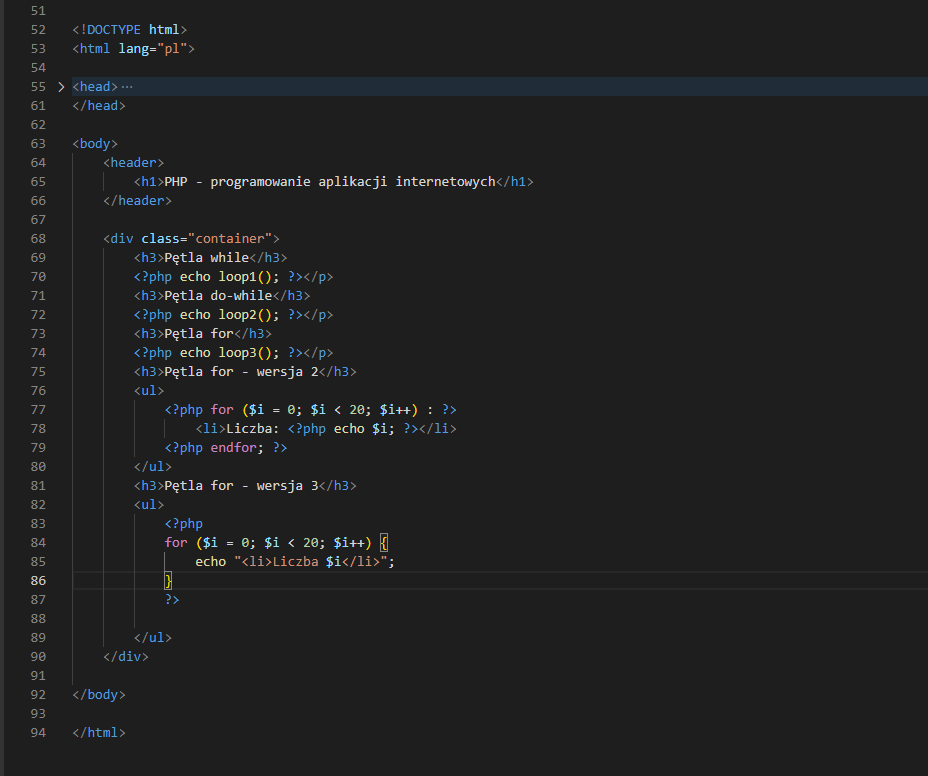 51
52 <!DOCTYPE html>
53 <html lang="pl">
54
55 > <head>···
61 </head>
62
63 <body>
64     <header>
65         <h1>PHP - programowanie aplikacji internetowych</h1>
66     </header>
67
68     <div class="container">
69         <h3>Pętla while</h3>
70         <?php echo loop1(); ?></p>
71         <h3>Pętla do-while</h3>
72         <?php echo loop2(); ?></p>
73         <h3>Pętla for</h3>
74         <?php echo loop3(); ?></p>
75         <h3>Pętla for - wersja 2</h3>
76         <ul>
77             <?php for ($i = 0; $i < 20; $i++) : ?>
78                 <li>Liczba: <?php echo $i; ?></li>
79             <?php endfor; ?>
80         </ul>
81         <h3>Pętla for - wersja 3</h3>
82         <ul>
83             <?php
84             for ($i = 0; $i < 20; $i++) {
85                 echo "<li>Liczba $i</li>";
86             }
87             ?>
88
89         </ul>
90     </div>
91
92 </body>
93
94 </html>